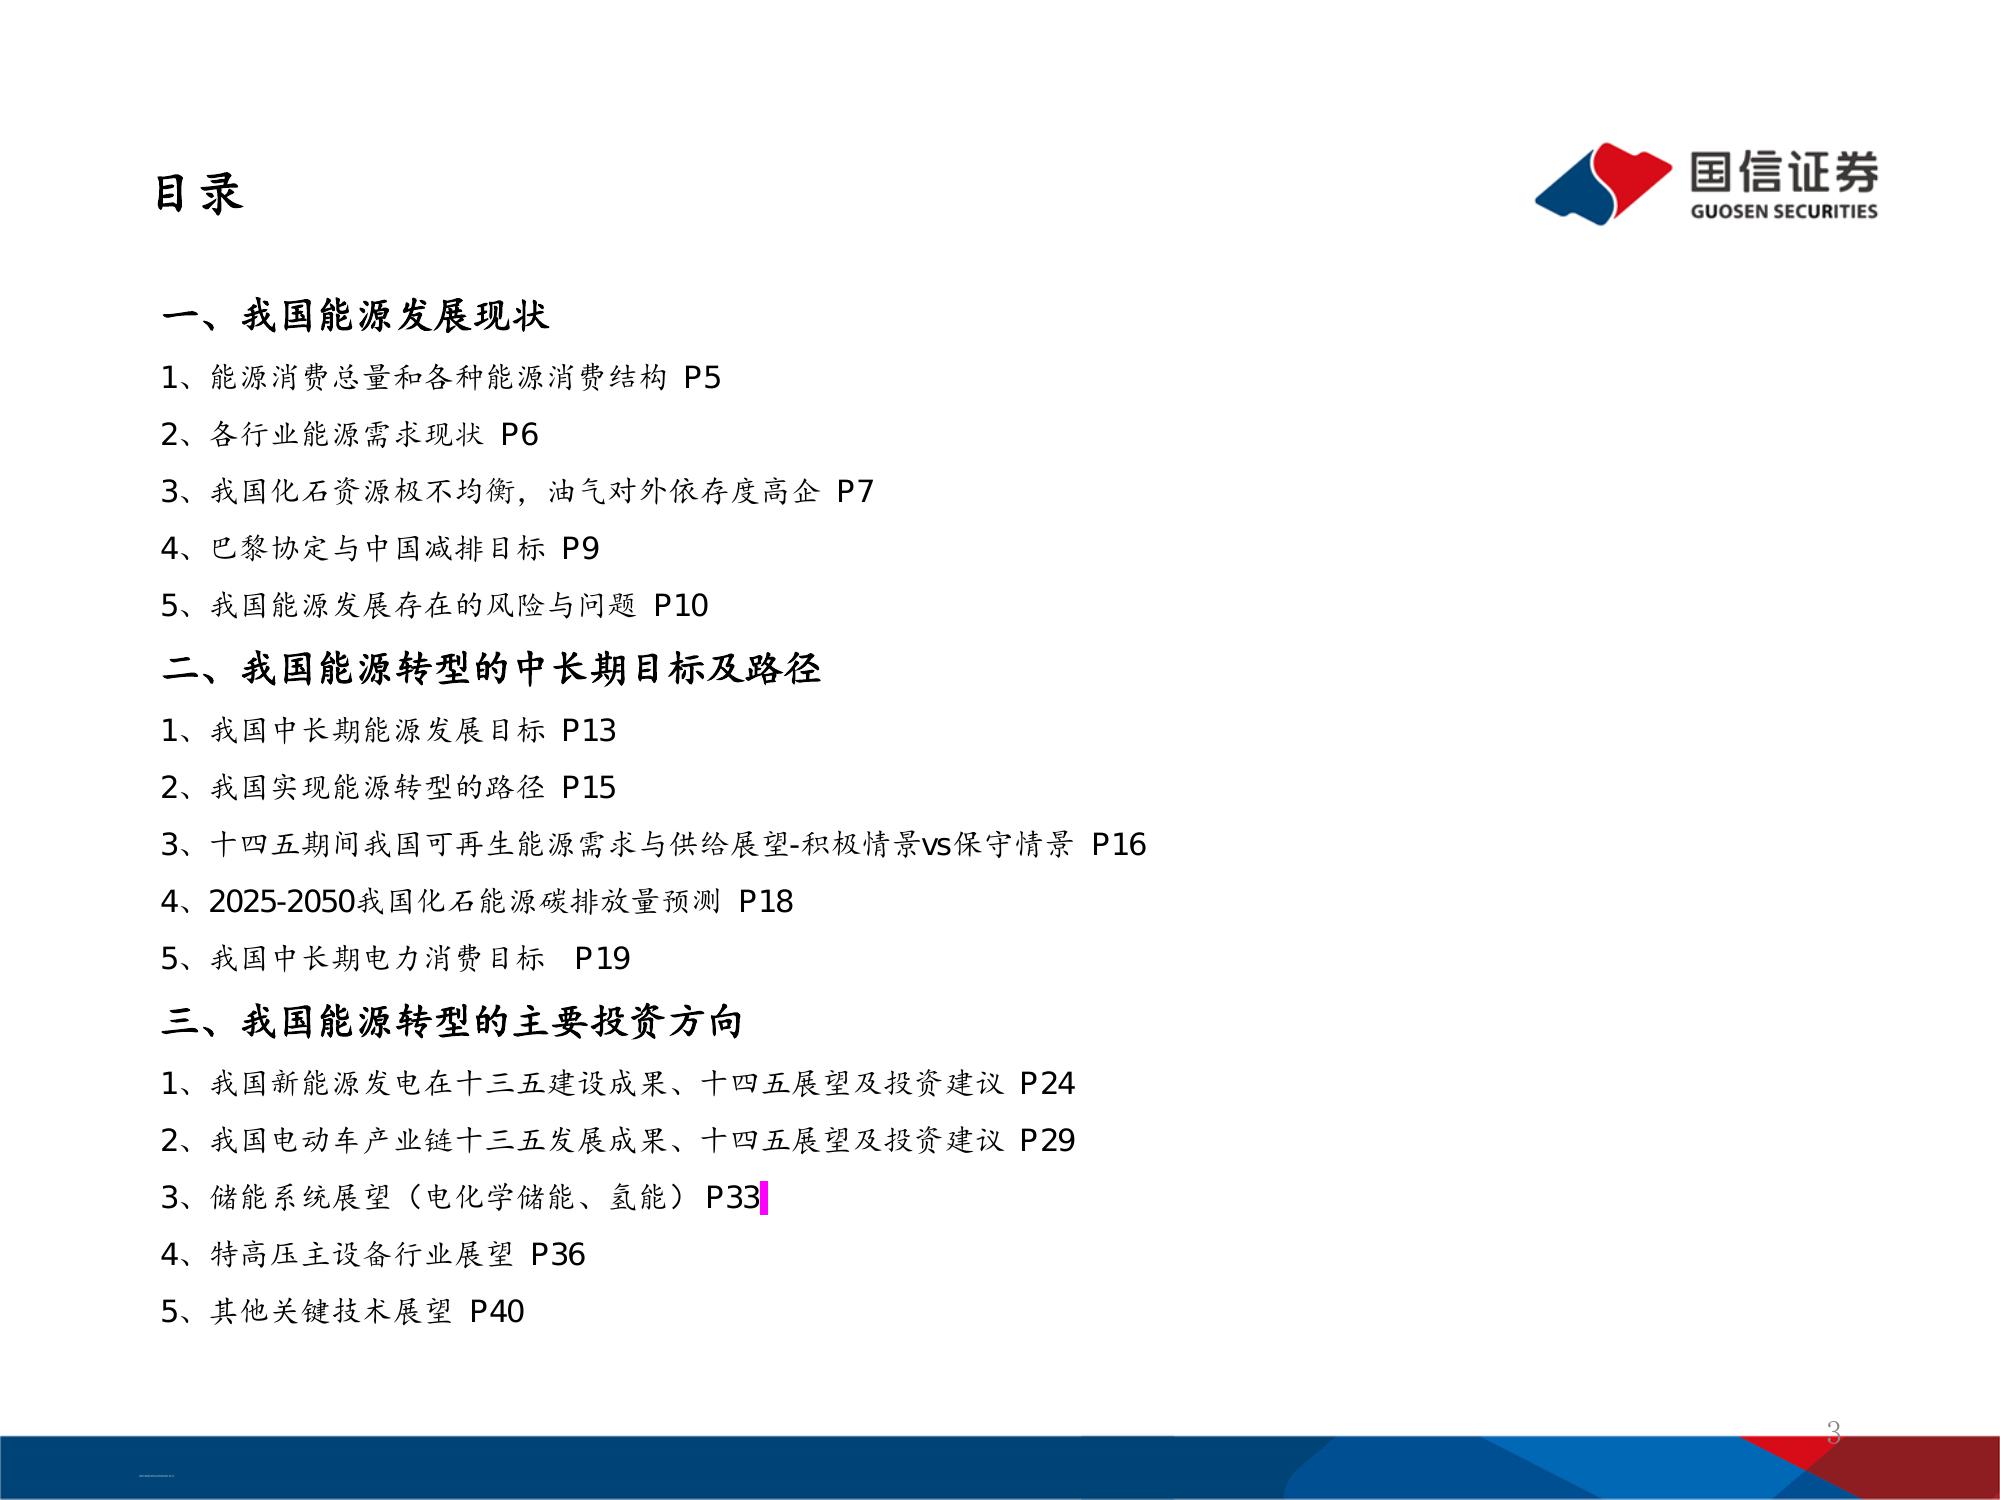 目录
国信证券
GUOSEN SECURITIES
一、我国能源发展现状
1、能源消费总量和各种能源消费结构 P5
2、各行业能源需求现状 P6
3、我国化石资源极不均衡，油气对外依存度高企 P7
4、巴黎协定与中国减排目标 P9
5、我国能源发展存在的风险与问题 P10
二、我国能源转型的中长期目标及路径
1、我国中长期能源发展目标 P13
2、我国实现能源转型的路径 P15
3、十四五期间我国可再生能源需求与供给展望-积极情景vs保守情景 P16
4、2025-2050我国化石能源碳排放量预测 P18
5、我国中长期电力消费目标 P19
三、我国能源转型的主要投资方向
1、我国新能源发电在十三五建设成果、十四五展望及投资建议 P24
2、我国电动车产业链十三五发展成果、十四五展望及投资建议 P29
3、储能系统展望（电化学储能、氢能） P33
4、特高压主设备行业展望 P36
5、其他关键技术展望 P40
3